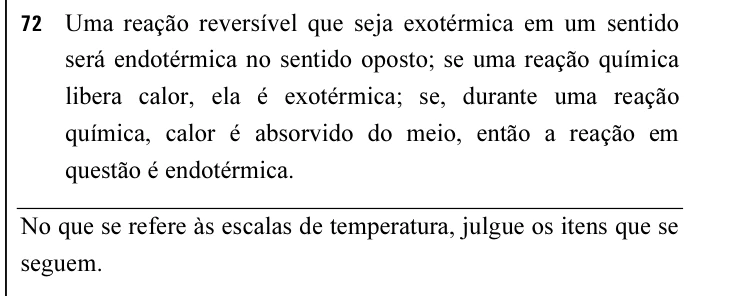 72 Uma reação reversível que seja exotérmica em um sentido
será endotérmica no sentido oposto; se uma reação química
libera calor, ela é exotérmica; se, durante uma reação
química, calor é absorvido do meio, então a reação em
questão é endotérmica.
No que se refere às escalas de temperatura, julgue os itens que se
seguem.